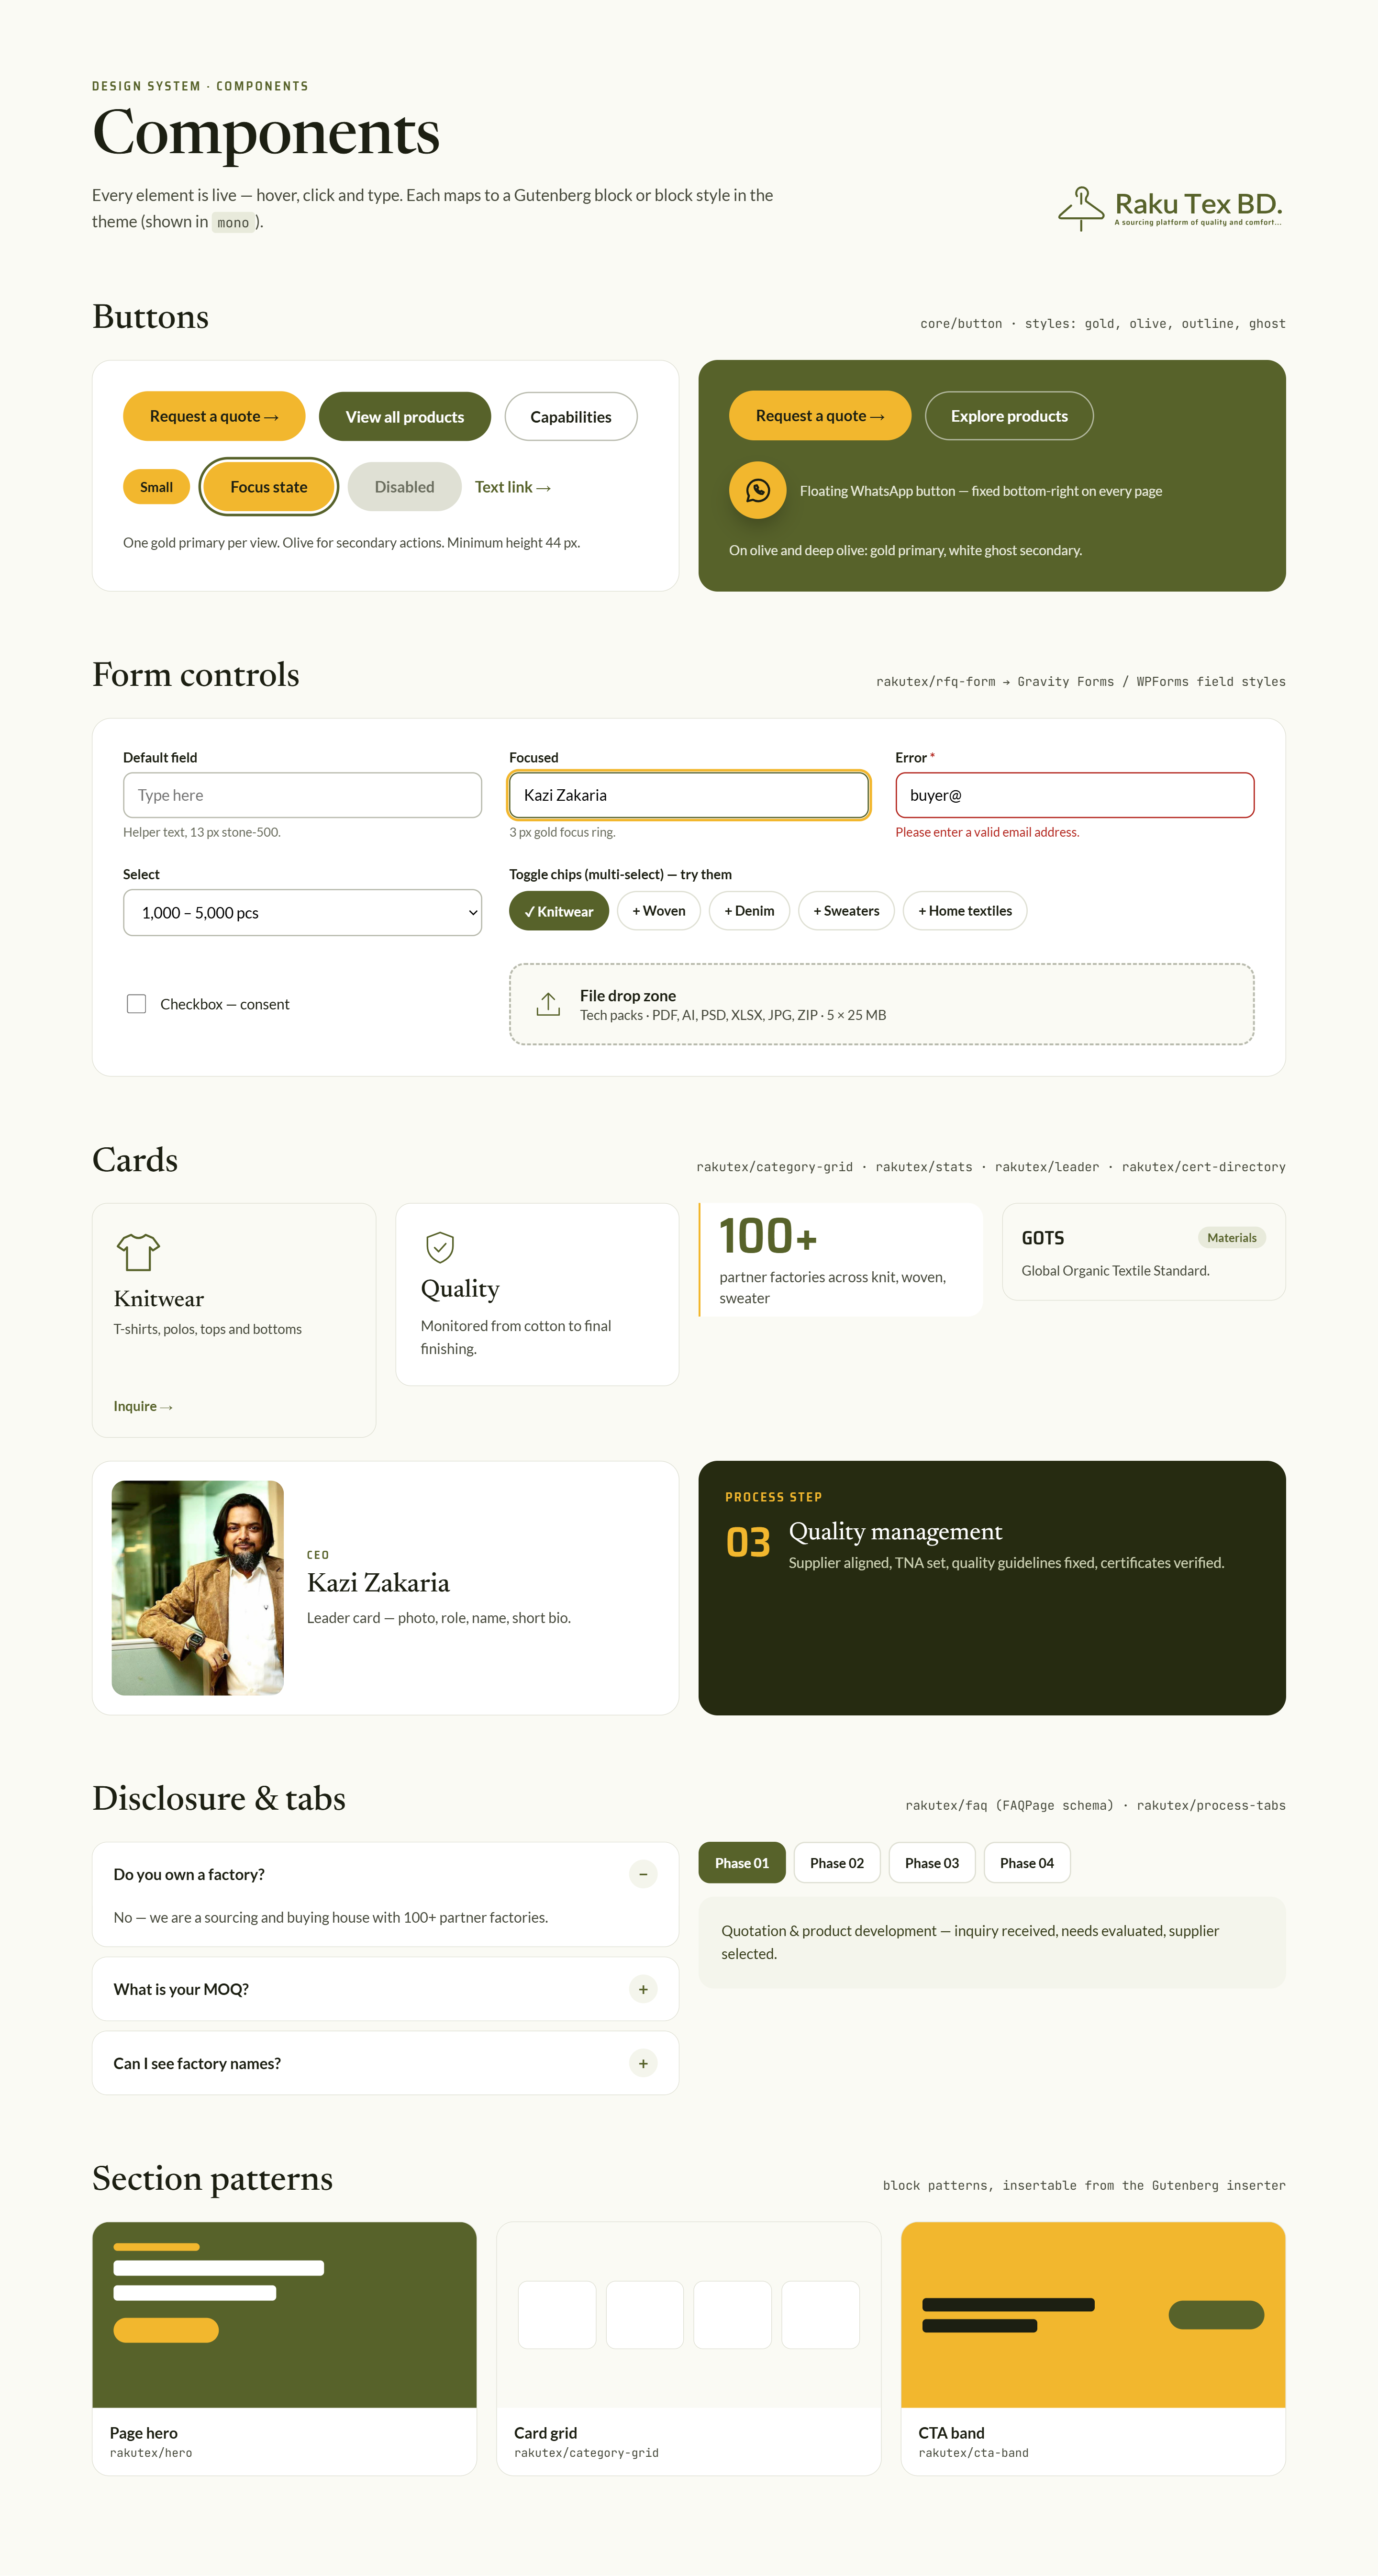 DESIGN SYSTEM · COMPONENTS
Components
Every element is live — hover, click and type. Each maps to a Gutenberg block or block style in the
theme (shown in mono ).
Raku Tex BD.
A sourcing platform of quality and comfort...
Buttons
core/button · styles: gold, olive, outline, ghost
Request a quote →
View all products
Capabilities
Small
Focus state
Disabled
Text link →
One gold primary per view. Olive for secondary actions. Minimum height 44 px.
Request a quote →
Explore products
Floating WhatsApp button — fixed bottom-right on every page
On olive and deep olive: gold primary, white ghost secondary.
Form controls
rakutex/rfq-form → Gravity Forms / WPForms field styles
Default field
Type here
Helper text, 13 px stone-500.
Focused
Kazi Zakaria
3 px gold focus ring.
Error *
buyer@
Please enter a valid email address.
Select
1,000 – 5,000 pcs
Toggle chips (multi-select) — try them
✓ Knitwear
+ Woven
+ Denim
+ Sweaters
+ Home textiles
Checkbox — consent
File drop zone
Tech packs · PDF, AI, PSD, XLSX, JPG, ZIP · 5 × 25 MB
Cards
rakutex/category-grid · rakutex/stats · rakutex/leader · rakutex/cert-directory
Knitwear
T-shirts, polos, tops and bottoms
Inquire →
Quality
Monitored from cotton to final
finishing.
100+
partner factories across knit, woven,
sweater
GOTS
Materials
Global Organic Textile Standard.
CEO
Kazi Zakaria
Leader card — photo, role, name, short bio.
PROCESS STEP
03
Quality management
Supplier aligned, TNA set, quality guidelines fixed, certificates verified.
Disclosure & tabs
rakutex/faq (FAQPage schema) · rakutex/process-tabs
Do you own a factory?
−
No — we are a sourcing and buying house with 100+ partner factories.
What is your MOQ?
+
Can I see factory names?
+
Phase 01
Phase 02
Phase 03
Phase 04
Quotation & product development — inquiry received, needs evaluated, supplier
selected.
Section patterns
block patterns, insertable from the Gutenberg inserter
Page hero
rakutex/hero
Card grid
rakutex/category-grid
CTA band
rakutex/cta-band